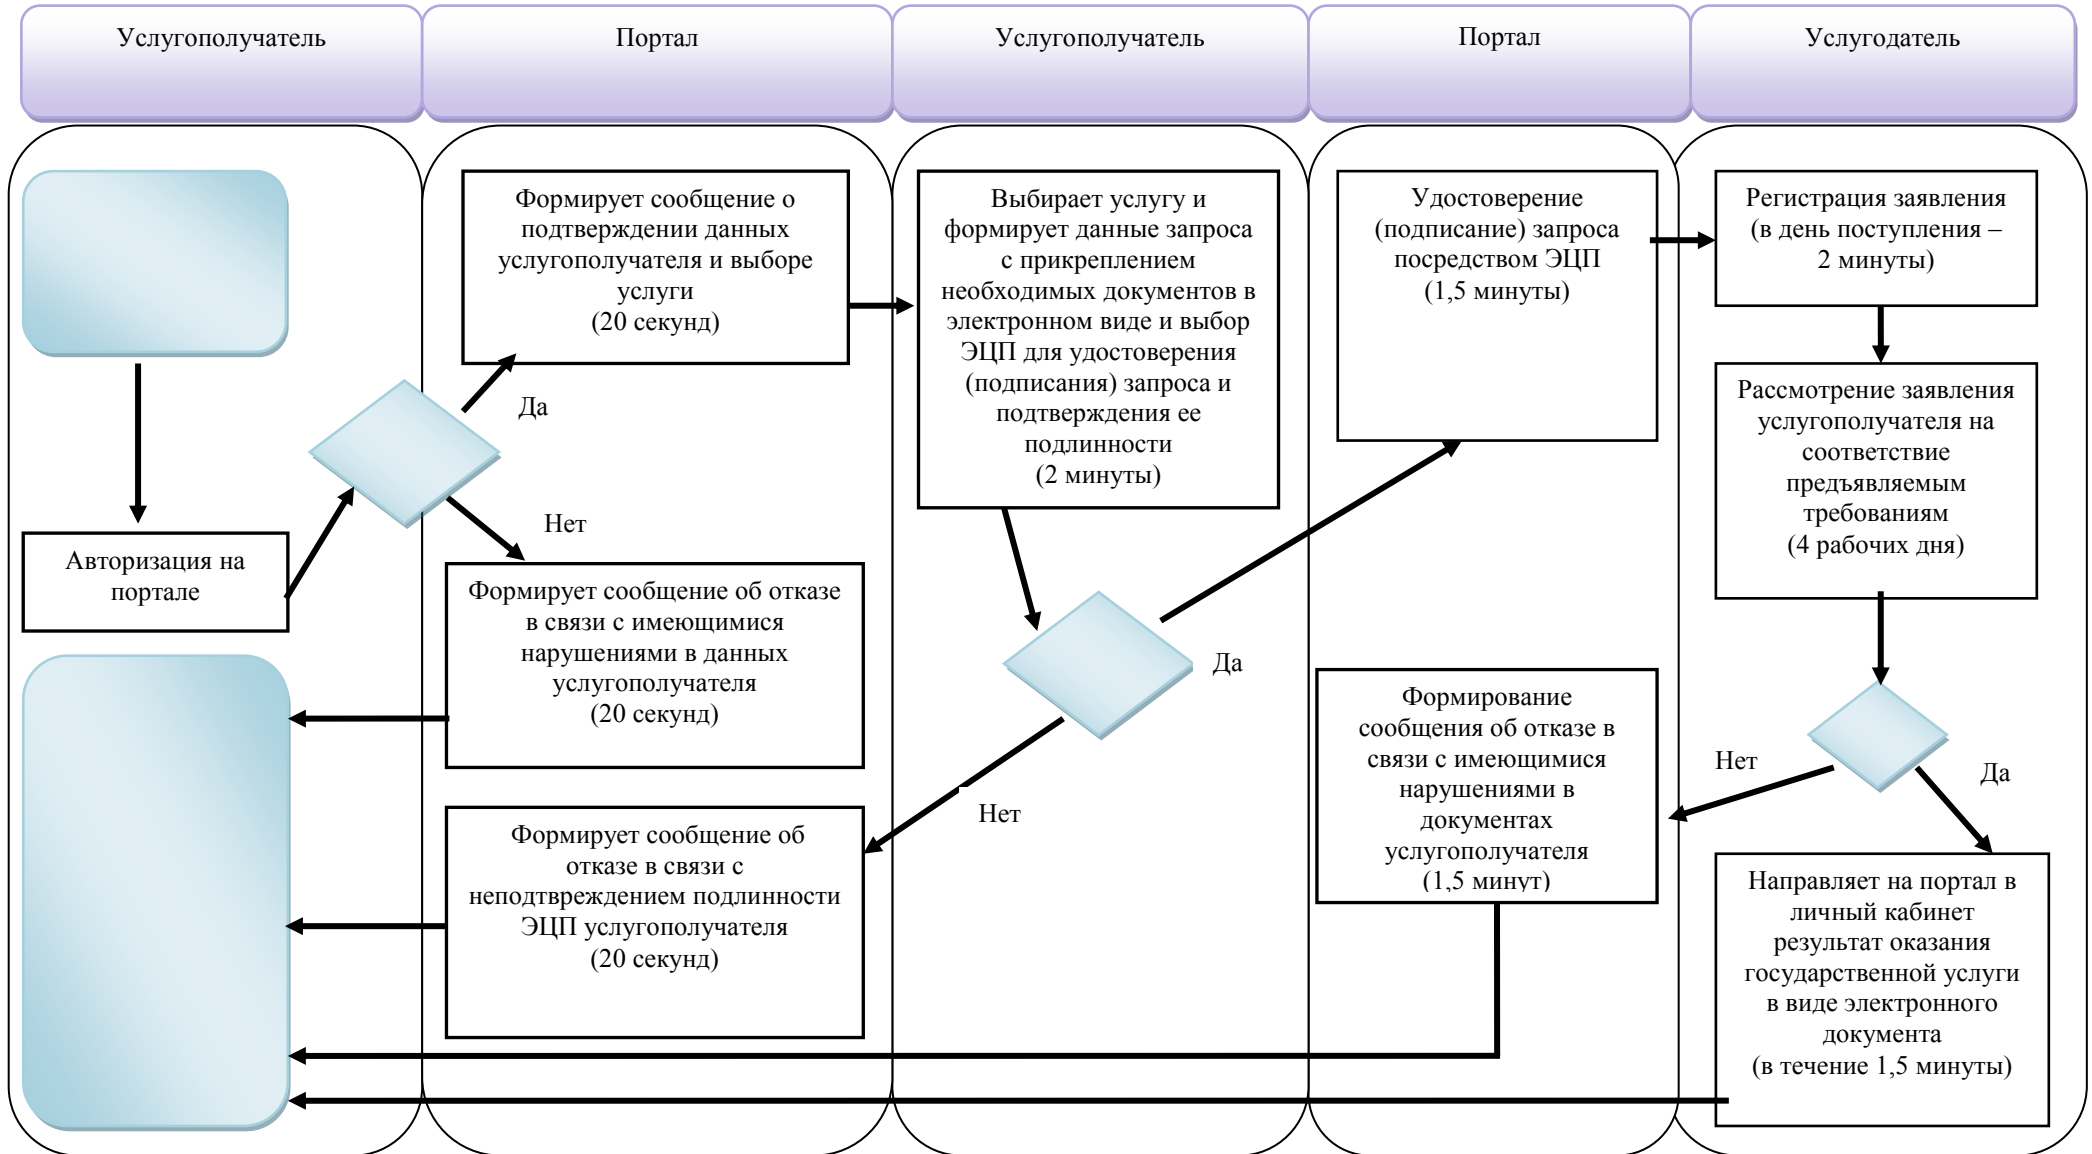 Услугополучатель
Портал
Услугополучатель
Портал
Услугодатель
Авторизация на
портале
Формирует сообщение о
подтверждении данных
услугополучателя и выборе
услуги
(20 секунд)
Да
Нет
Формирует сообщение об отказе
в связи с имеющимися
нарушениями в данных
услугополучателя
(20 секунд)
Формирует сообщение об
отказе в связи с
неподтвреждением подлинности
ЭЦП услугополучателя
(20 секунд)
Выбирает услугу и
формирует данные запроса
с прикреплением
необходимых документов в
электронном виде и выбор
ЭЦП для удостоверения
(подписания) запроса и
подтверждения ее
подлинности
(2 минуты)
Да
Нет
Удостоверение
(подписание) запроса
посредством ЭЦП
(1,5 минуты)
Формирование
сообщения об отказе в
связи с имеющимися
нарушениями в
документах
услугополучателя
(1,5 минут)
Регистрация заявления
(в день поступления –
2 минуты)
Рассмотрение заявления
услугополучателя на
соответствие
предъявляемым
требованиям
(4 рабочих дня)
Нет
Да
Направляет на портал в
личный кабинет
результат оказания
государственной услуги
в виде электронного
документа
(в течение 1,5 минуты)